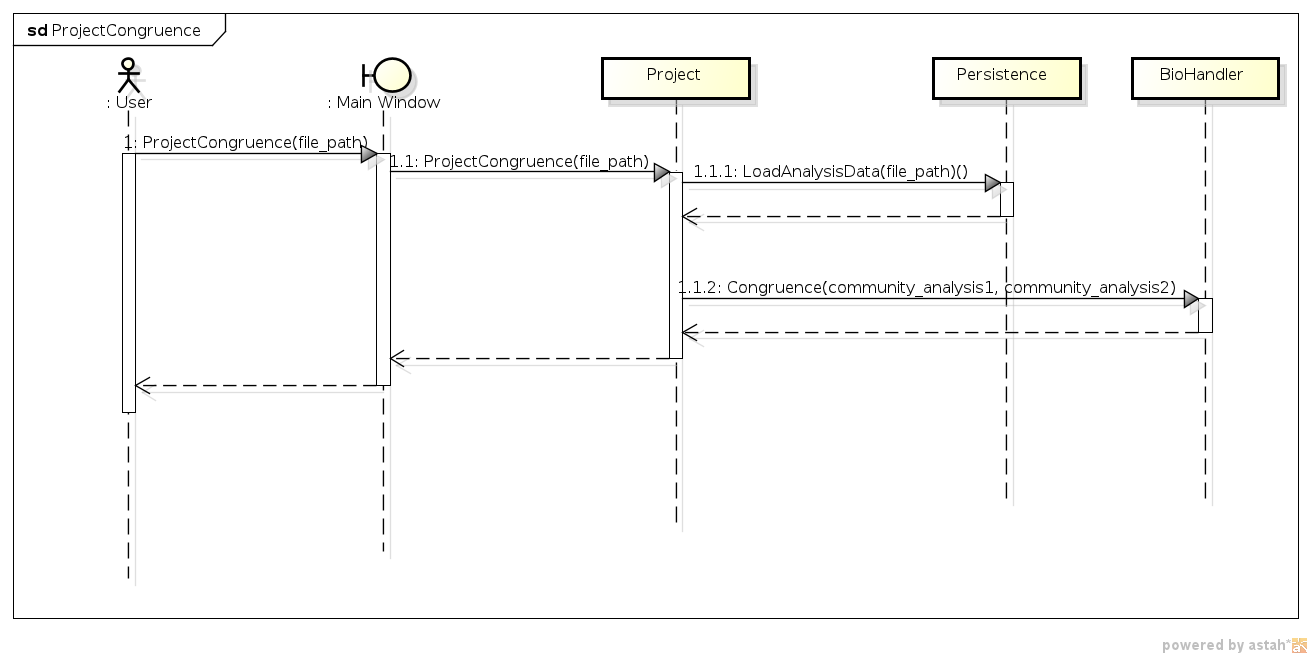 sd ProjectCongruence
: User
: Main Window
Project
Persistence
BioHandler
1: ProjectCongruence(file_path)
1.1: ProjectCongruence(file_path)
1.1.1: LoadAnalysisData(file_path)()
1.1.2: Congruence(community_analysis1, community_analysis2)
powered by astah*